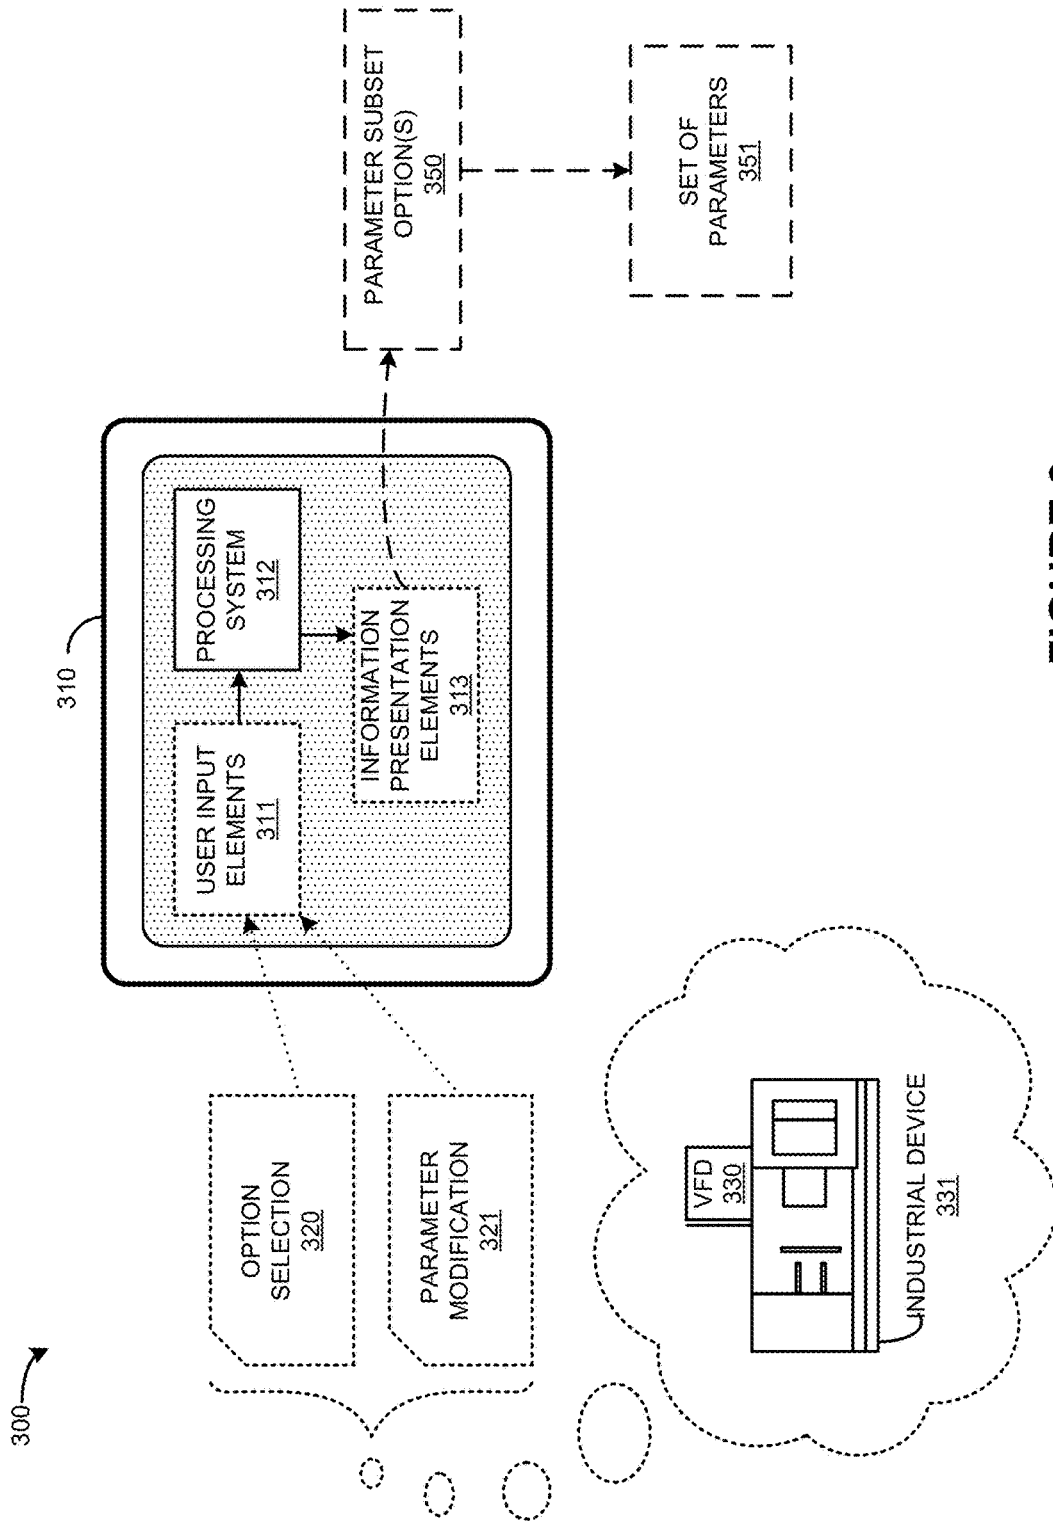 300
310
OPTION
SELECTION
320
PARAMETER
MODIFICATION
321
USER INPUT
ELEMENTS
311
PROCESSING
SYSTEM
312
INFORMATION
PRESENTATION
ELEMENTS
313
PARAMETER SUBSET
OPTION(S)
350
SET OF
PARAMETERS
351
VFD
330
INDUSTRIAL DEVICE
331